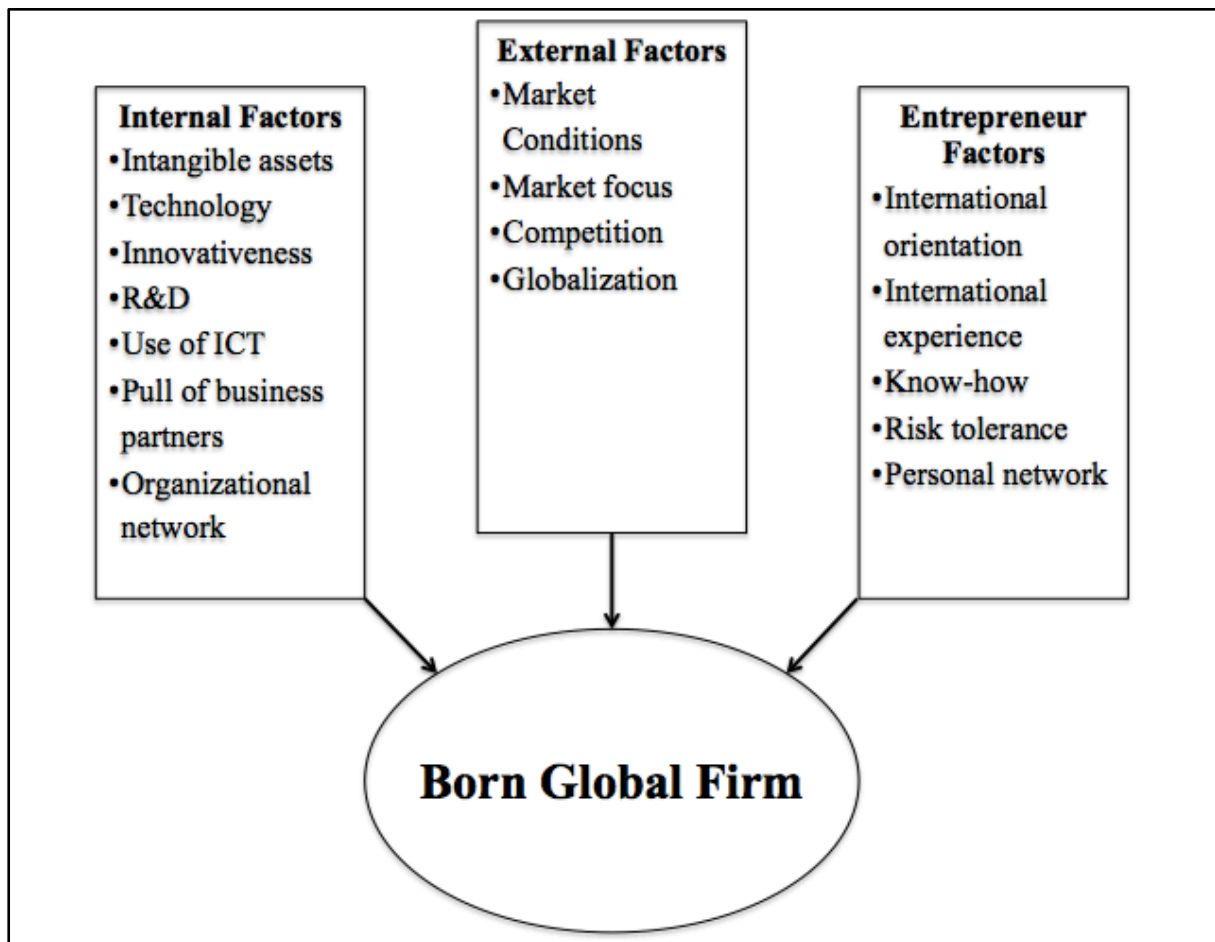 Internal Factors
•Intangible assets
•Technology
•Innovativeness
•R&D
•Use of ICT
•Pull of business
partners
•Organizational
network
External Factors
•Market
Conditions
•Market focus
•Competition
•Globalization
Entrepreneur
Factors
•International
orientation
•International
experience
•Know-how
•Risk tolerance
•Personal network
Born Global Firm